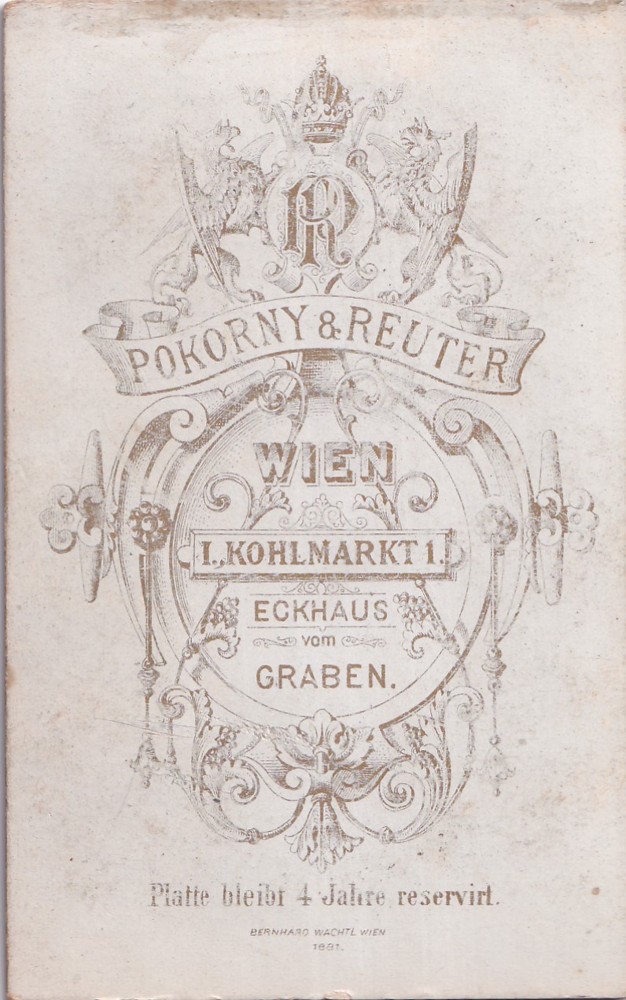 PR
POKORNY & REUTER
WIEN
I., KOHLMARKT 1.
ECKHAUS
vom
GRABEN.
Platte bleibt 4 Jahre reservirt.
BERNHARD WACHTL WIEN
1881.